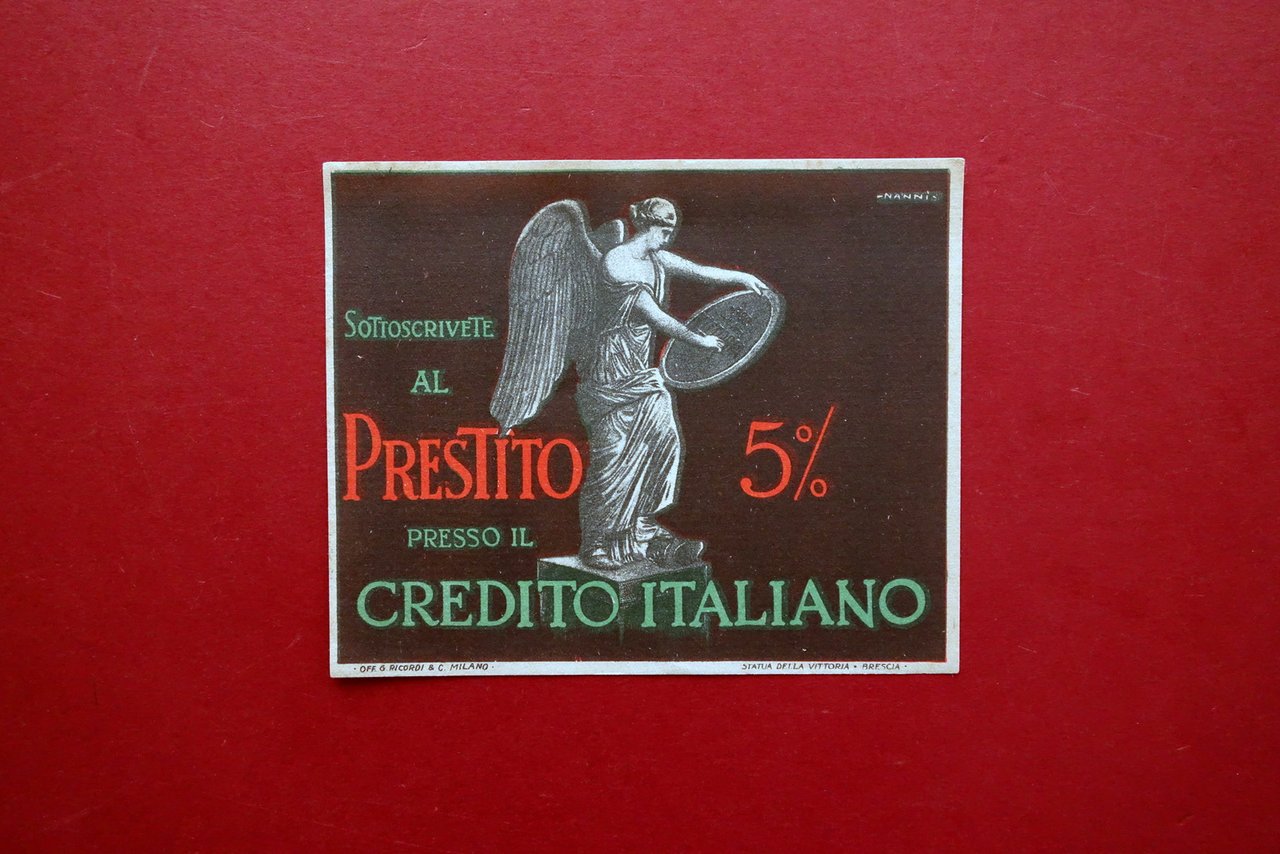 NANNI
SOTTOSCRIVETE
AL
PRESTITO 5%
PRESSO IL
CREDITO ITALIANO
· OFF. G. RICORDI & C. MILANO ·
STATUA DELLA VITTORIA • BRESCIA ·